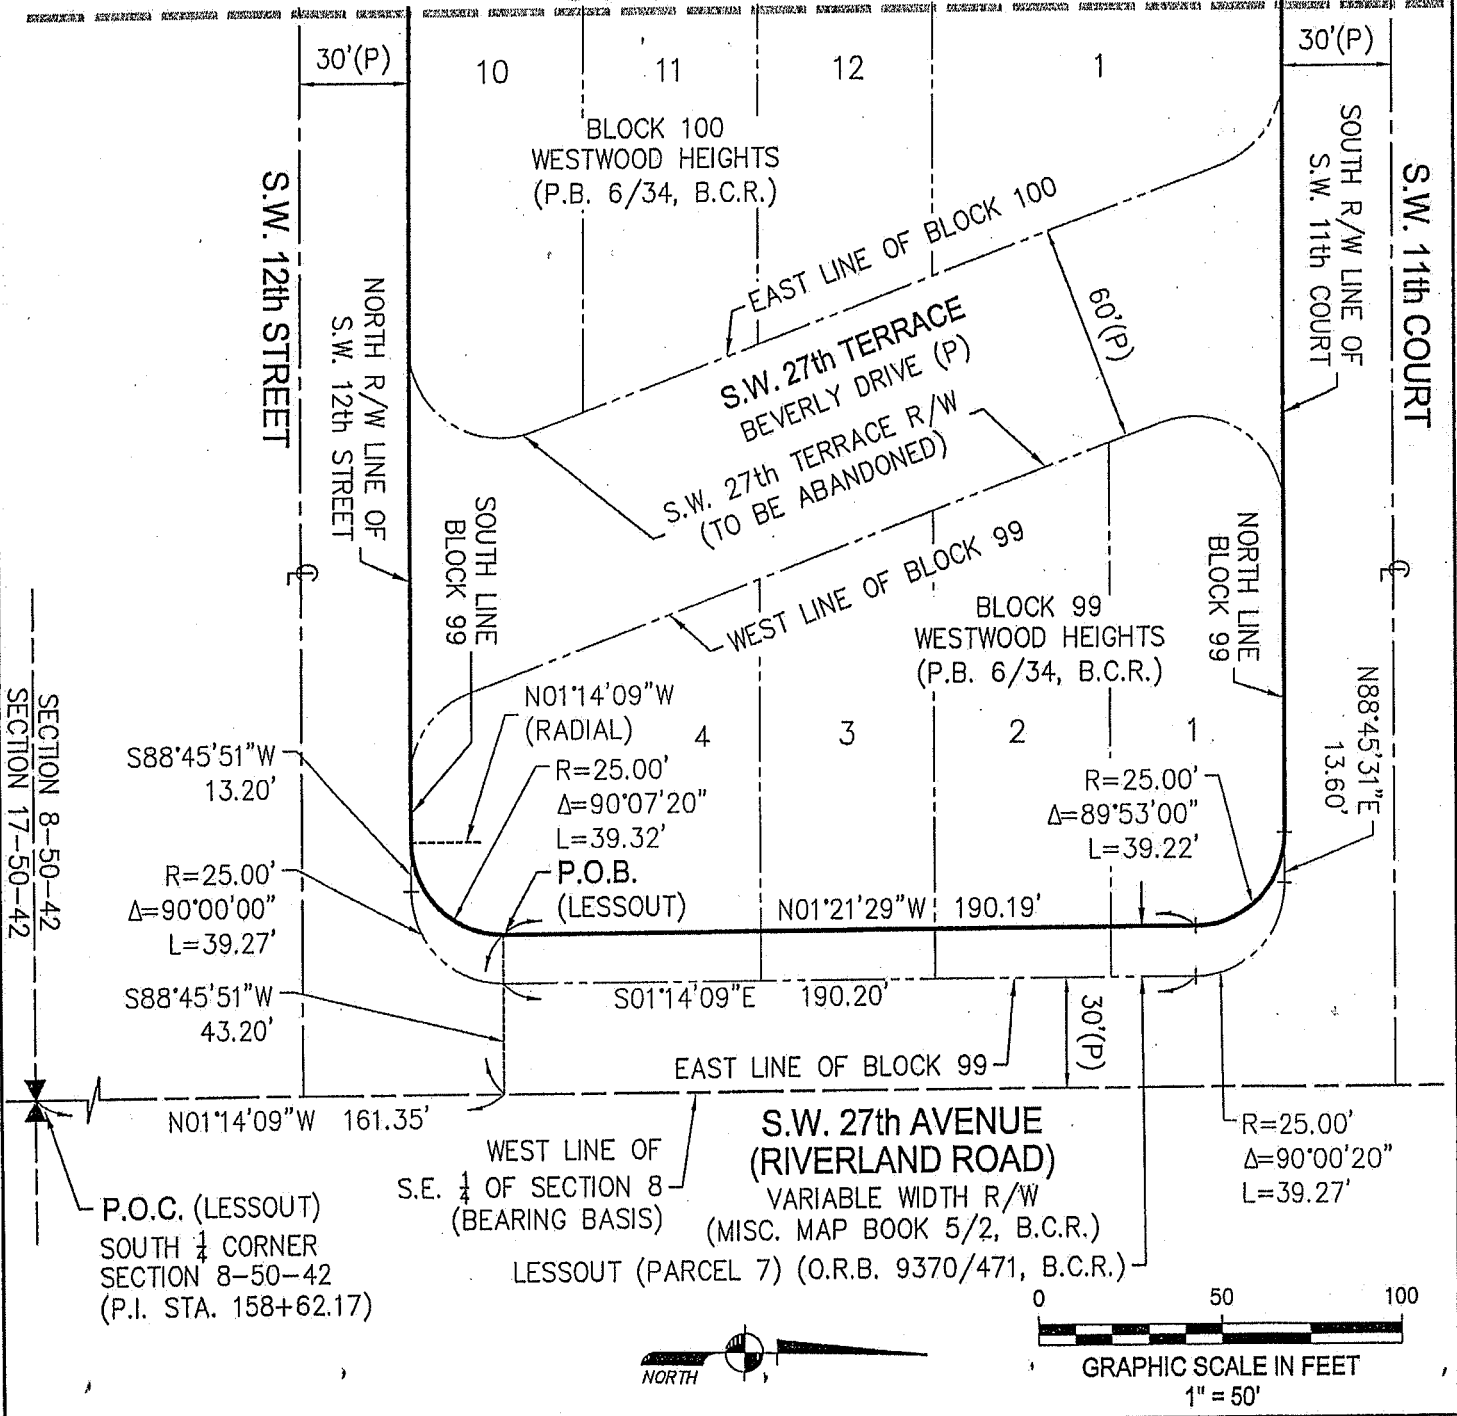 30'(P)
10
11
12
1
30'(P)
BLOCK 100
WESTWOOD HEIGHTS
(P.B. 6/34, B.C.R.)
S.W. 12th STREET
NORTH R/W LINE OF
S.W. 12th STREET
EAST LINE OF BLOCK 100
S.W. 27th TERRACE
BEVERLY DRIVE (P)
S.W. 27th TERRACE R/W
(TO BE ABANDONED)
60'(P)
SOUTH R/W LINE OF
S.W. 11th COURT
S.W. 11th COURT
SOUTH LINE
BLOCK 99
WEST LINE OF BLOCK 99
BLOCK 99
WESTWOOD HEIGHTS
(P.B. 6/34, B.C.R.)
NORTH LINE
BLOCK 99
℄
℄
N88°45'31"E
13.60'
SECTION 8-50-42
SECTION 17-50-42
S88°45'51"W
13.20'
N01°14'09"W
(RADIAL)
4
3
2
1
R=25.00'
Δ=90°07'20"
L=39.32'
R=25.00'
Δ=89°53'00"
L=39.22'
R=25.00'
Δ=90°00'00"
L=39.27'
P.O.B.
(LESSOUT)
N01°21'29"W 190.19'
S88°45'51"W
43.20'
S01°14'09"E 190.20'
30'(P)
EAST LINE OF BLOCK 99
N01°14'09"W 161.35'
WEST LINE OF
S.E. ¼ OF SECTION 8
(BEARING BASIS)
S.W. 27th AVENUE
(RIVERLAND ROAD)
VARIABLE WIDTH R/W
(MISC. MAP BOOK 5/2, B.C.R.)
LESSOUT (PARCEL 7) (O.R.B. 9370/471, B.C.R.)
R=25.00'
Δ=90°00'20"
L=39.27'
P.O.C. (LESSOUT)
SOUTH ¼ CORNER
SECTION 8-50-42
(P.I. STA. 158+62.17)
NORTH
0 50 100
GRAPHIC SCALE IN FEET
1" = 50'